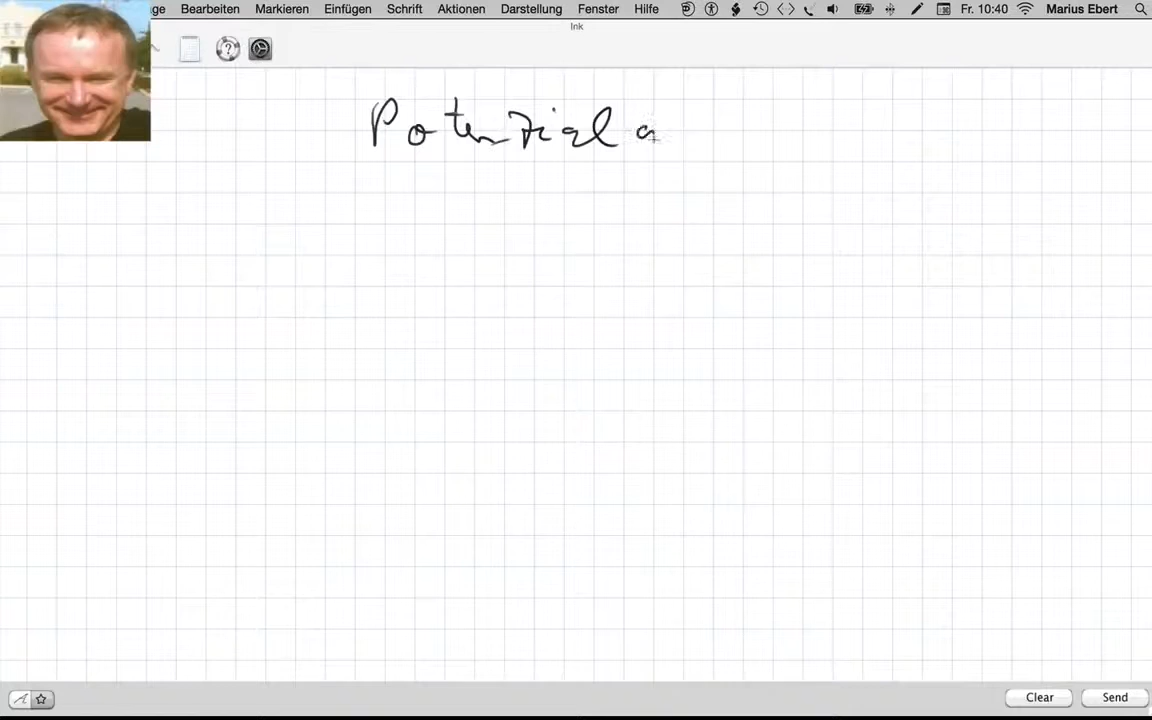 ge Bearbeiten Markieren Einfügen Schrift Aktionen Darstellung Fenster Hilfe Fr. 10:40 Marius Ebert
Ink
Potenzial a
Clear Send